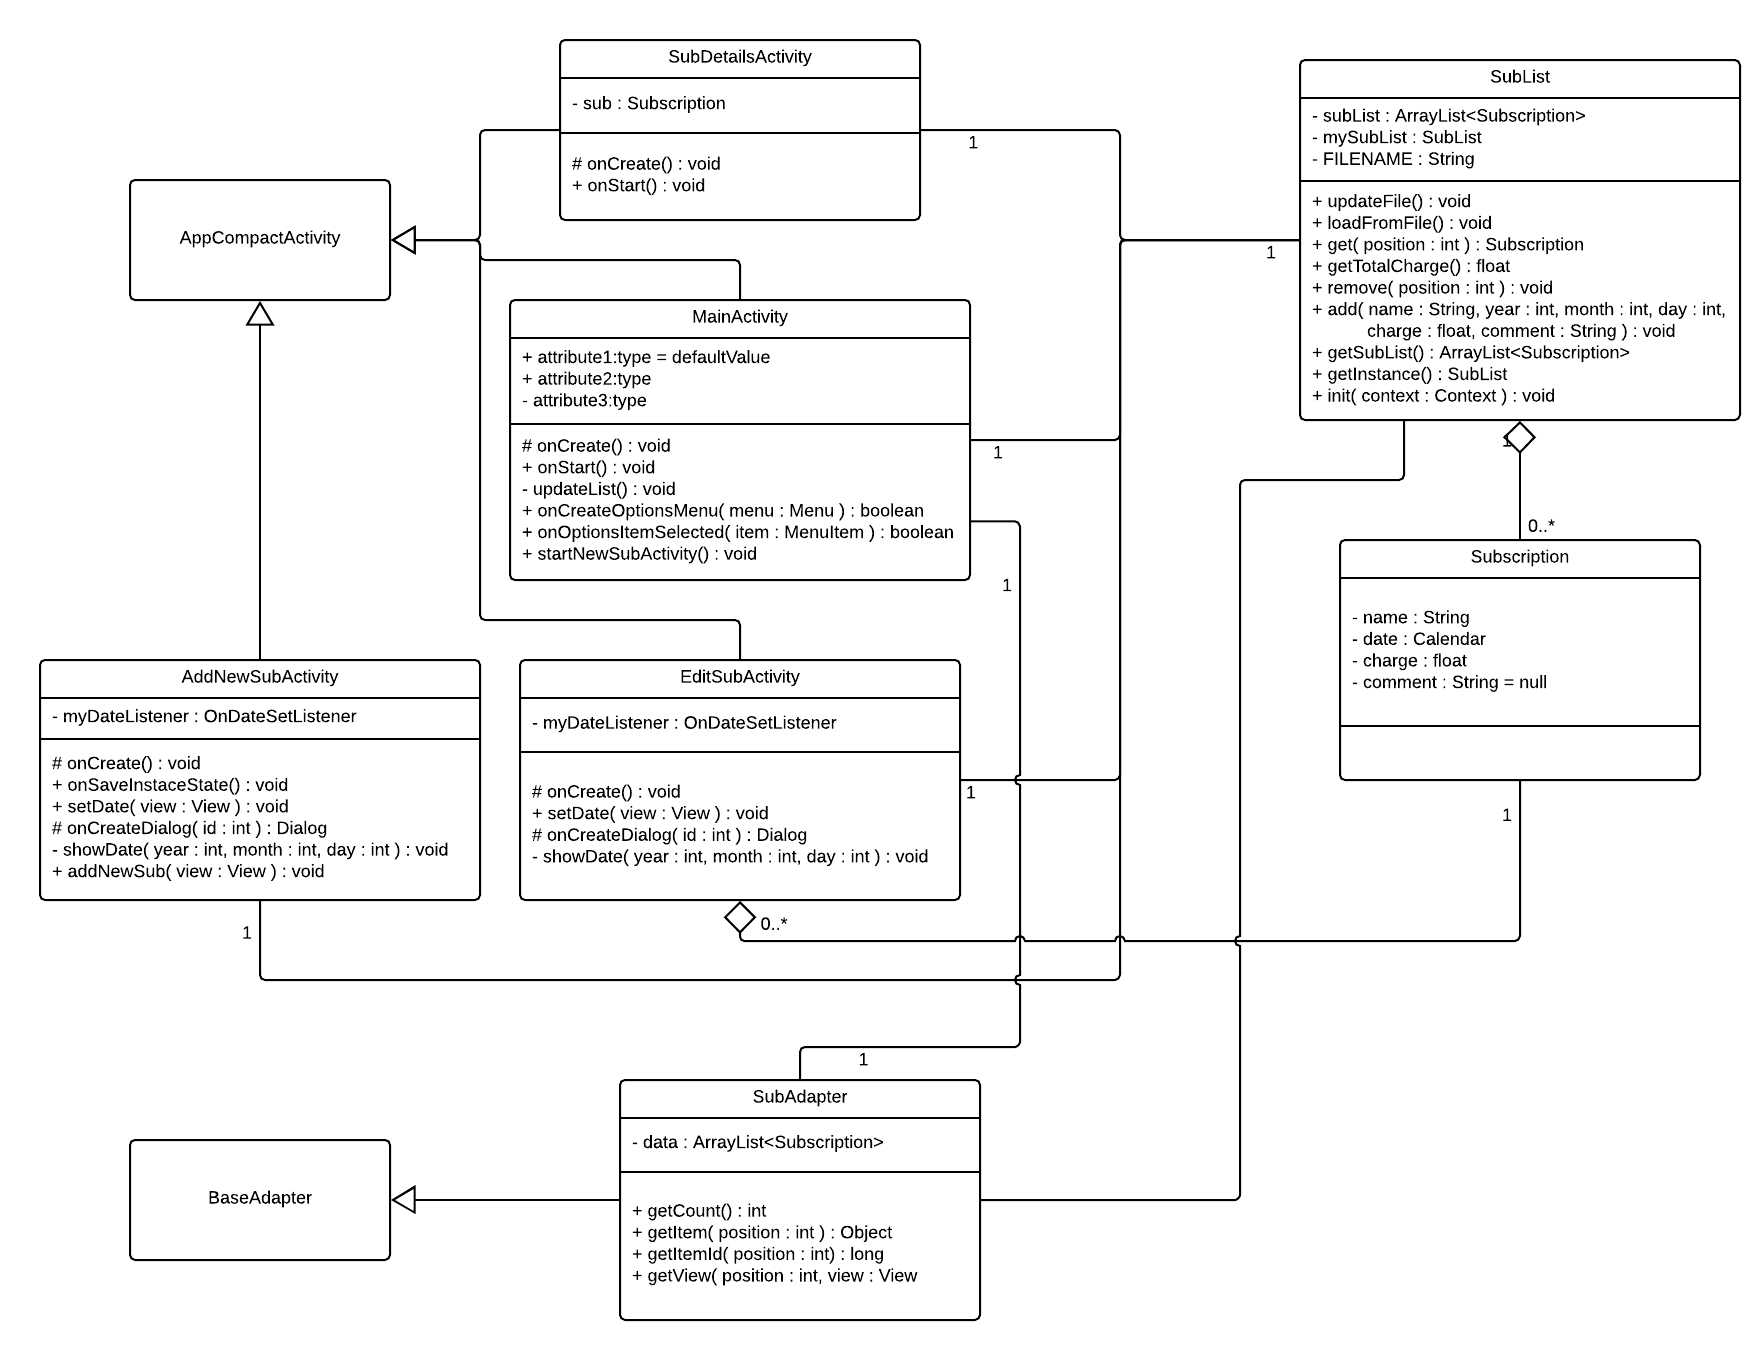 SubDetailsActivity
- sub : Subscription
# onCreate() : void
+ onStart() : void
1
SubList
- subList : ArrayList<Subscription>
- mySubList : SubList
- FILENAME : String
+ updateFile() : void
+ loadFromFile() : void
+ get( position : int ) : Subscription
+ getTotalCharge() : float
+ remove( position : int ) : void
+ add( name : String, year : int, month : int, day : int,
charge : float, comment : String ) : void
+ getSubList() : ArrayList<Subscription>
+ getInstance() : SubList
+ init( context : Context ) : void
1
1
0..*
AppCompactActivity
MainActivity
+ attribute1:type = defaultValue
+ attribute2:type
- attribute3:type
# onCreate() : void
+ onStart() : void
- updateList() : void
+ onCreateOptionsMenu( menu : Menu ) : boolean
+ onOptionsItemSelected( item : MenuItem ) : boolean
+ startNewSubActivity() : void
1
1
Subscription
- name : String
- date : Calendar
- charge : float
- comment : String = null
1
AddNewSubActivity
- myDateListener : OnDateSetListener
# onCreate() : void
+ onSaveInstaceState() : void
+ setDate( view : View ) : void
# onCreateDialog( id : int ) : Dialog
- showDate( year : int, month : int, day : int ) : void
+ addNewSub( view : View ) : void
1
EditSubActivity
- myDateListener : OnDateSetListener
# onCreate() : void
+ setDate( view : View ) : void
# onCreateDialog( id : int ) : Dialog
- showDate( year : int, month : int, day : int ) : void
1
0..*
1
SubAdapter
- data : ArrayList<Subscription>
+ getCount() : int
+ getItem( position : int ) : Object
+ getItemId( position : int) : long
+ getView( position : int, view : View
BaseAdapter